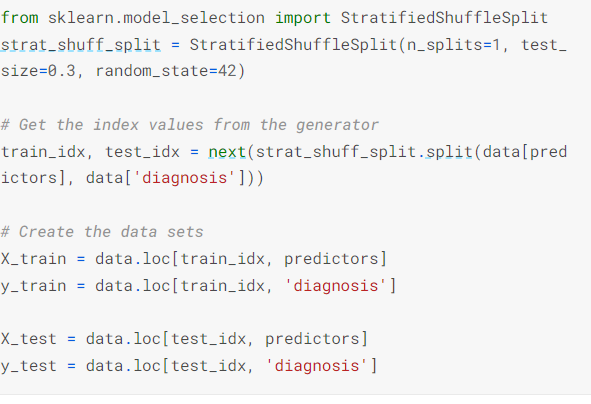 from sklearn.model_selection import StratifiedShuffleSplit
strat_shuff_split = StratifiedShuffleSplit(n_splits=1, test_
size=0.3, random_state=42)
# Get the index values from the generator
train_idx, test_idx = next(strat_shuff_split.split(data[pred
ictors], data['diagnosis']))
# Create the data sets
X_train = data.loc[train_idx, predictors]
y_train = data.loc[train_idx, 'diagnosis']
X_test = data.loc[test_idx, predictors]
y_test = data.loc[test_idx, 'diagnosis']